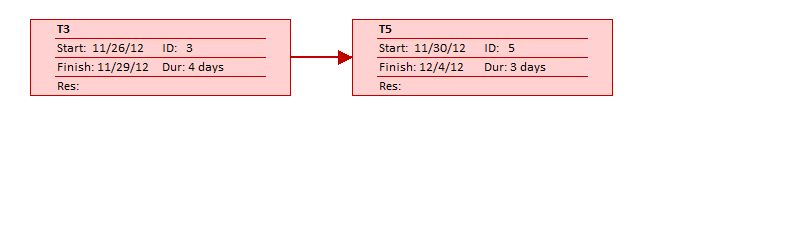 T3
Start: 11/26/12 ID: 3
Finish: 11/29/12 Dur: 4 days
Res:
T5
Start: 11/30/12 ID: 5
Finish: 12/4/12 Dur: 3 days
Res: